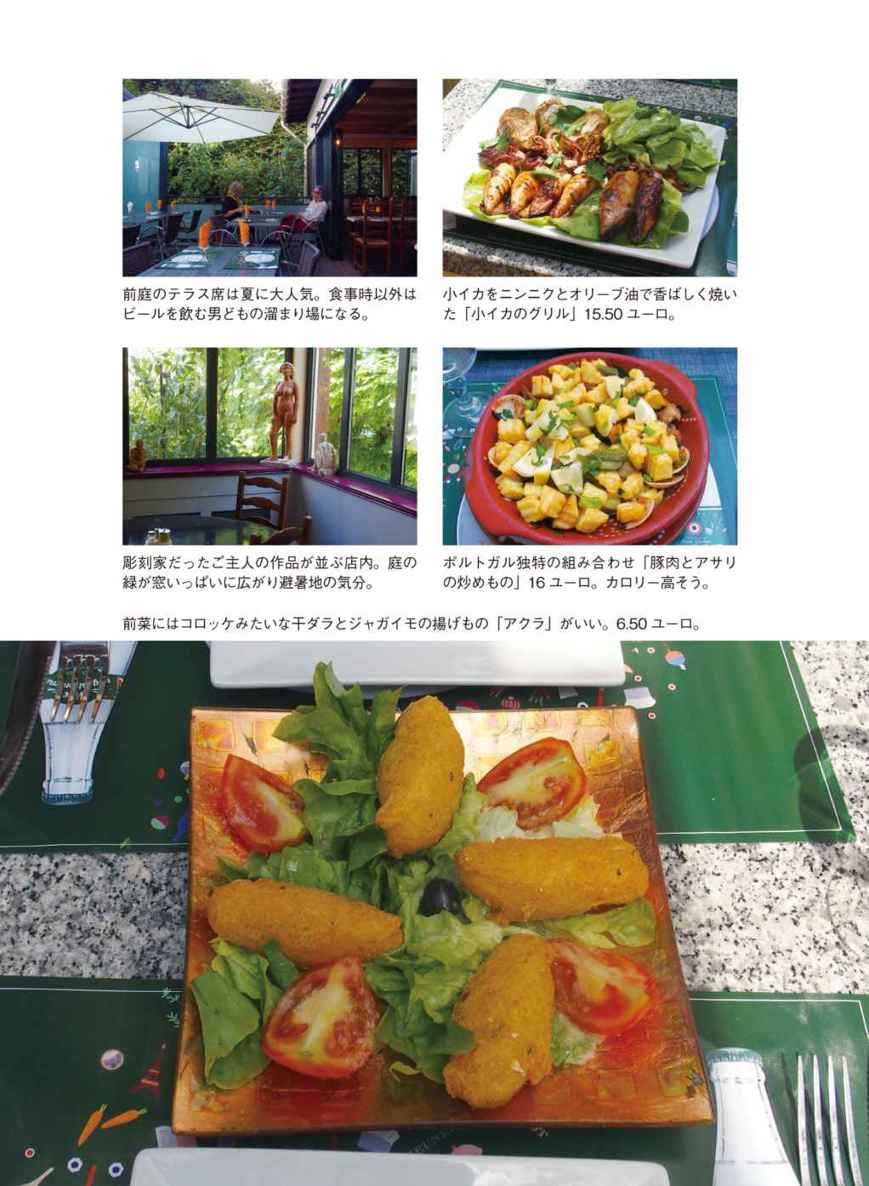 前庭のテラス席は夏に大人気。食事時以外は
ビールを飲む男どもの溜まり場になる。
小イカをニンニクとオリーブ油で香ばしく焼い
た「小イカのグリル」15.50 ユーロ。
彫刻家だったご主人の作品が並ぶ店内。庭の
緑が窓いっぱいに広がり避暑地の気分。
ポルトガル独特の組み合わせ「豚肉とアサリ
の炒めもの」16 ユーロ。カロリー高そう。
前菜にはコロッケみたいな干ダラとジャガイモの揚げもの「アクラ」がいい。6.50 ユーロ。